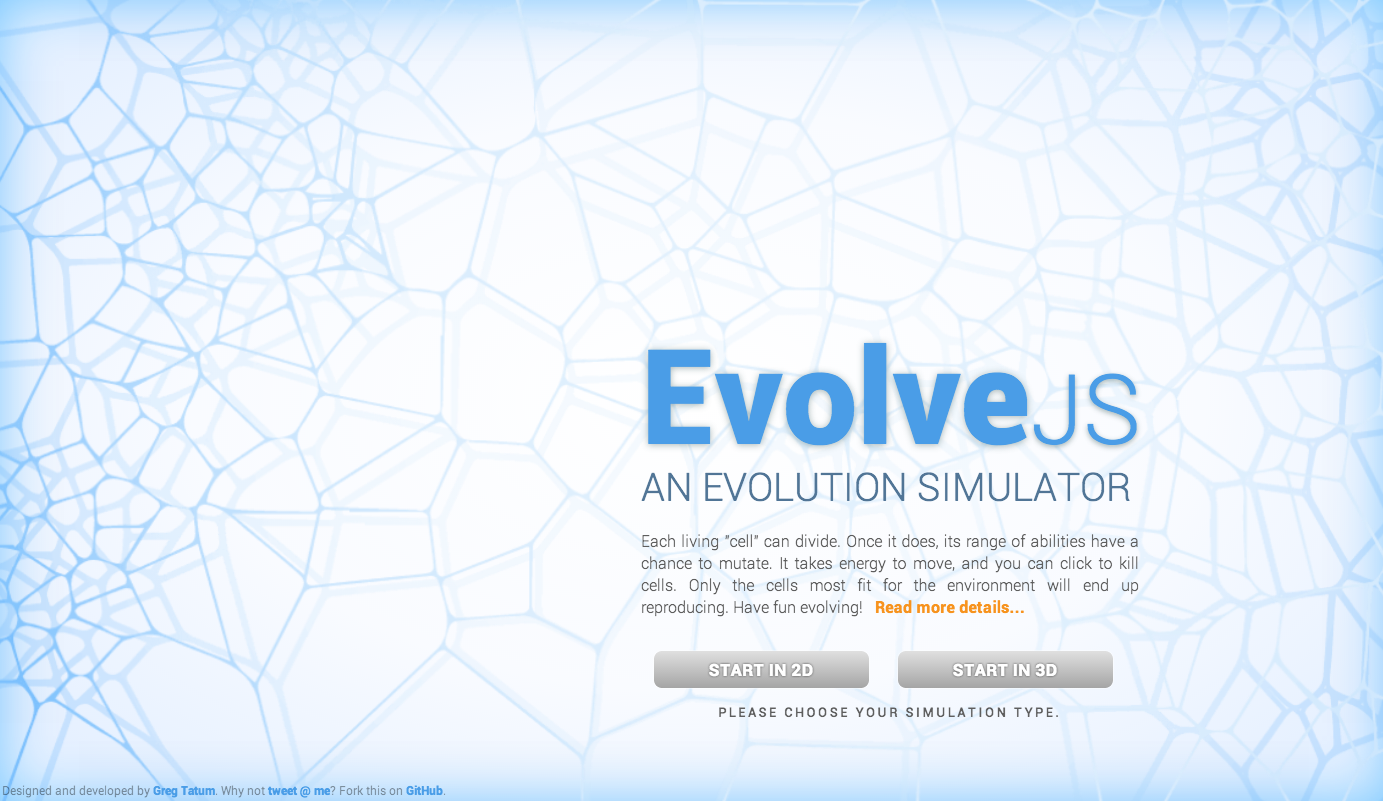 EvolveJS
AN EVOLUTION SIMULATOR
Each living "cell" can divide. Once it does, its range of abilities have a
chance to mutate. It takes energy to move, and you can click to kill
cells. Only the cells most fit for the environment will end up
reproducing. Have fun evolving! Read more details...
START IN 2D START IN 3D
PLEASE CHOOSE YOUR SIMULATION TYPE.
Designed and developed by Greg Tatum. Why not tweet @ me? Fork this on GitHub.